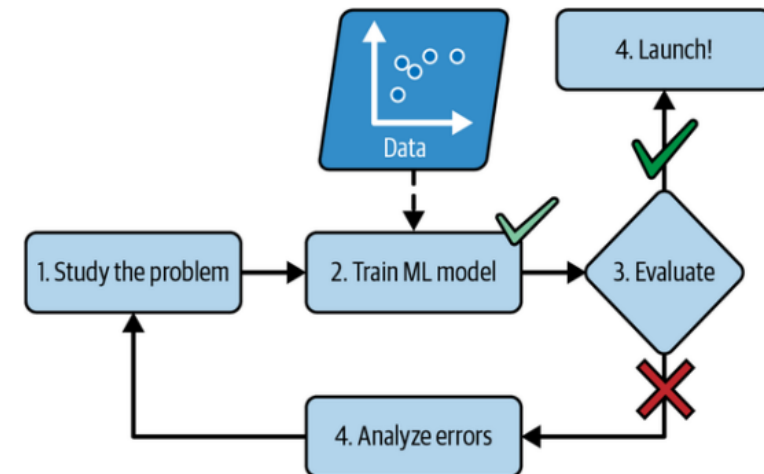 4. Launch!
Data
1. Study the problem
2. Train ML model
3. Evaluate
4. Analyze errors